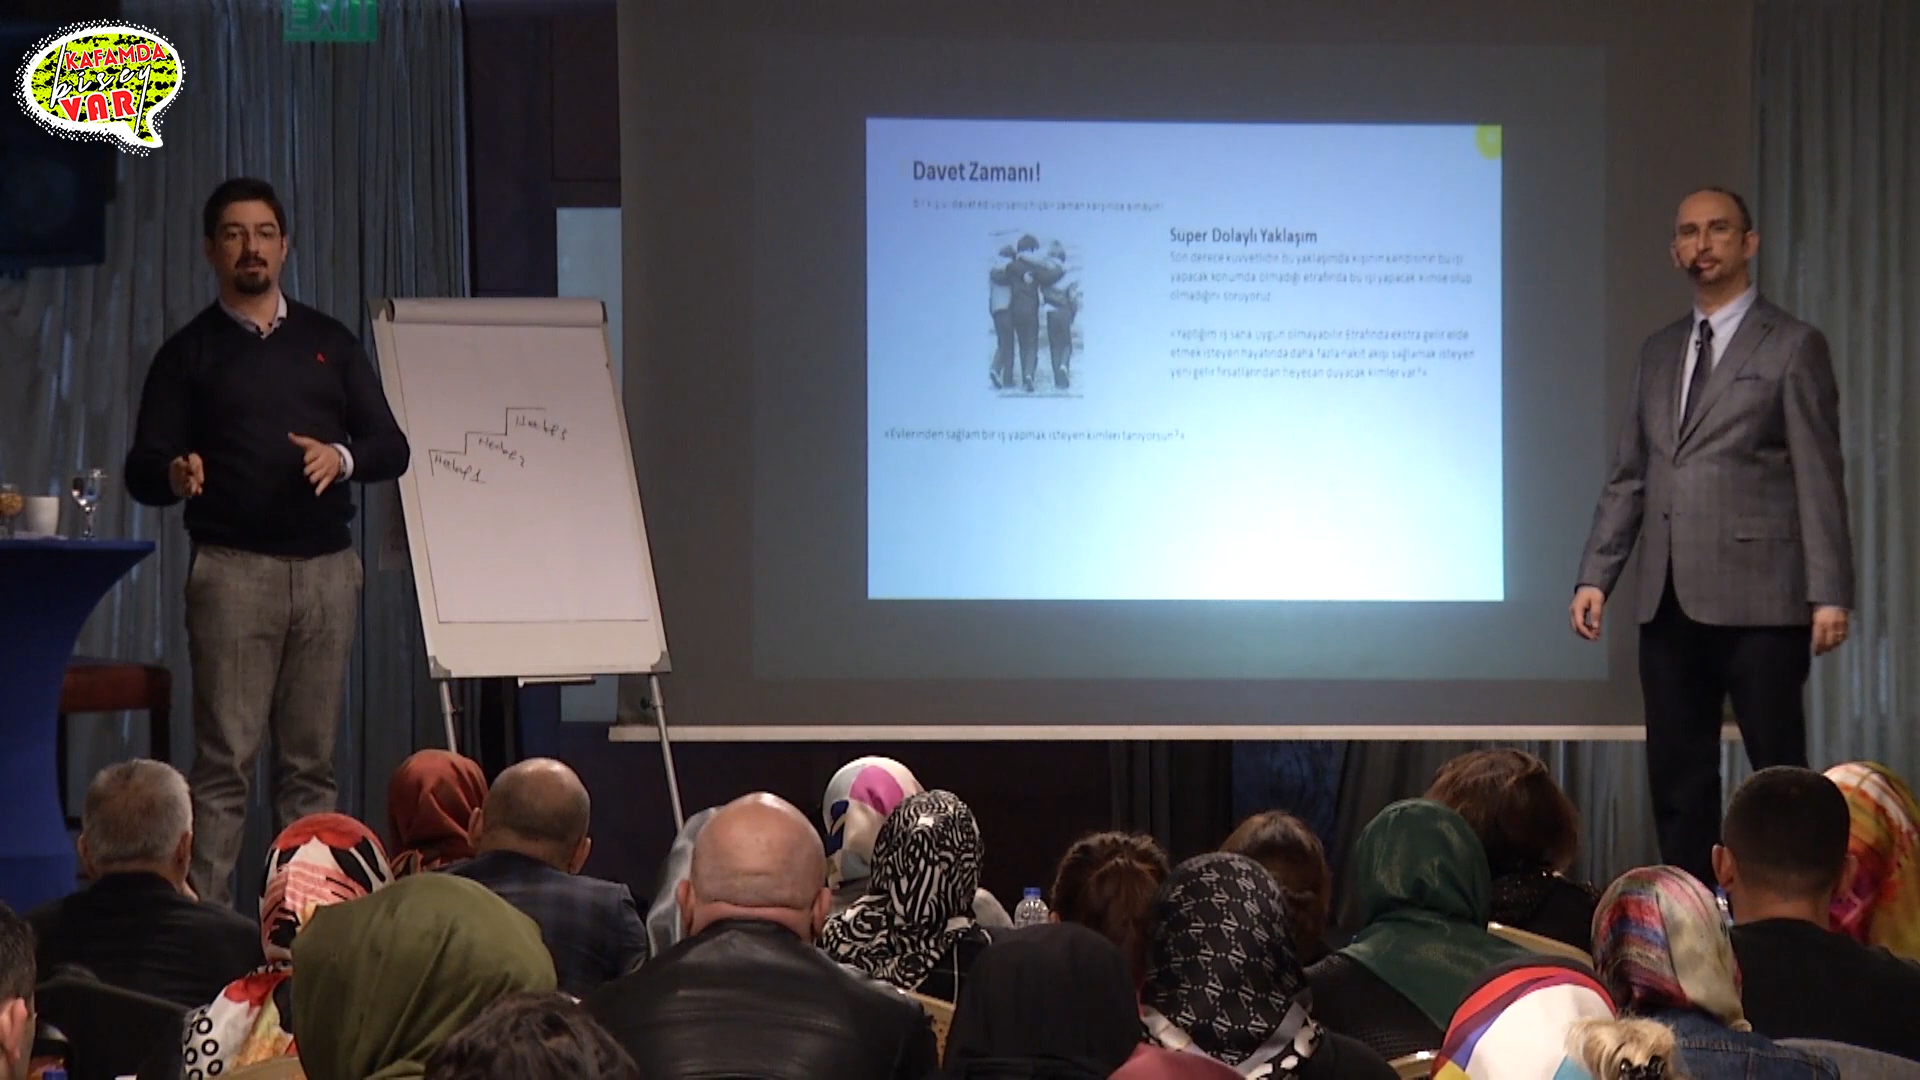 EXIT
KAFAMDA
bişey
VAR
Davet Zamanı!
Super Dolaylı Yaklaşım
Son derece kuvvetlidir bu yaklaşımda kişinin kendisinin bu işi
yapacak konumda olmadığı etrafında bu işi yapacak kimse olup
olmadığını soruyoruz
«Yaptığım iş sana uygun olmayabilir. Etrafında ekstra gelir elde
etmek isteyen hayatında daha fazla nakit akışı sağlamak isteyen
yeni gelir fırsatlarından heyecan duyacak kimler var?»
«Evlerinden sağlam bir iş yapmak isteyen kimleri tanıyorsun?»
Hedef 3
Hedef 2
Hedef 1